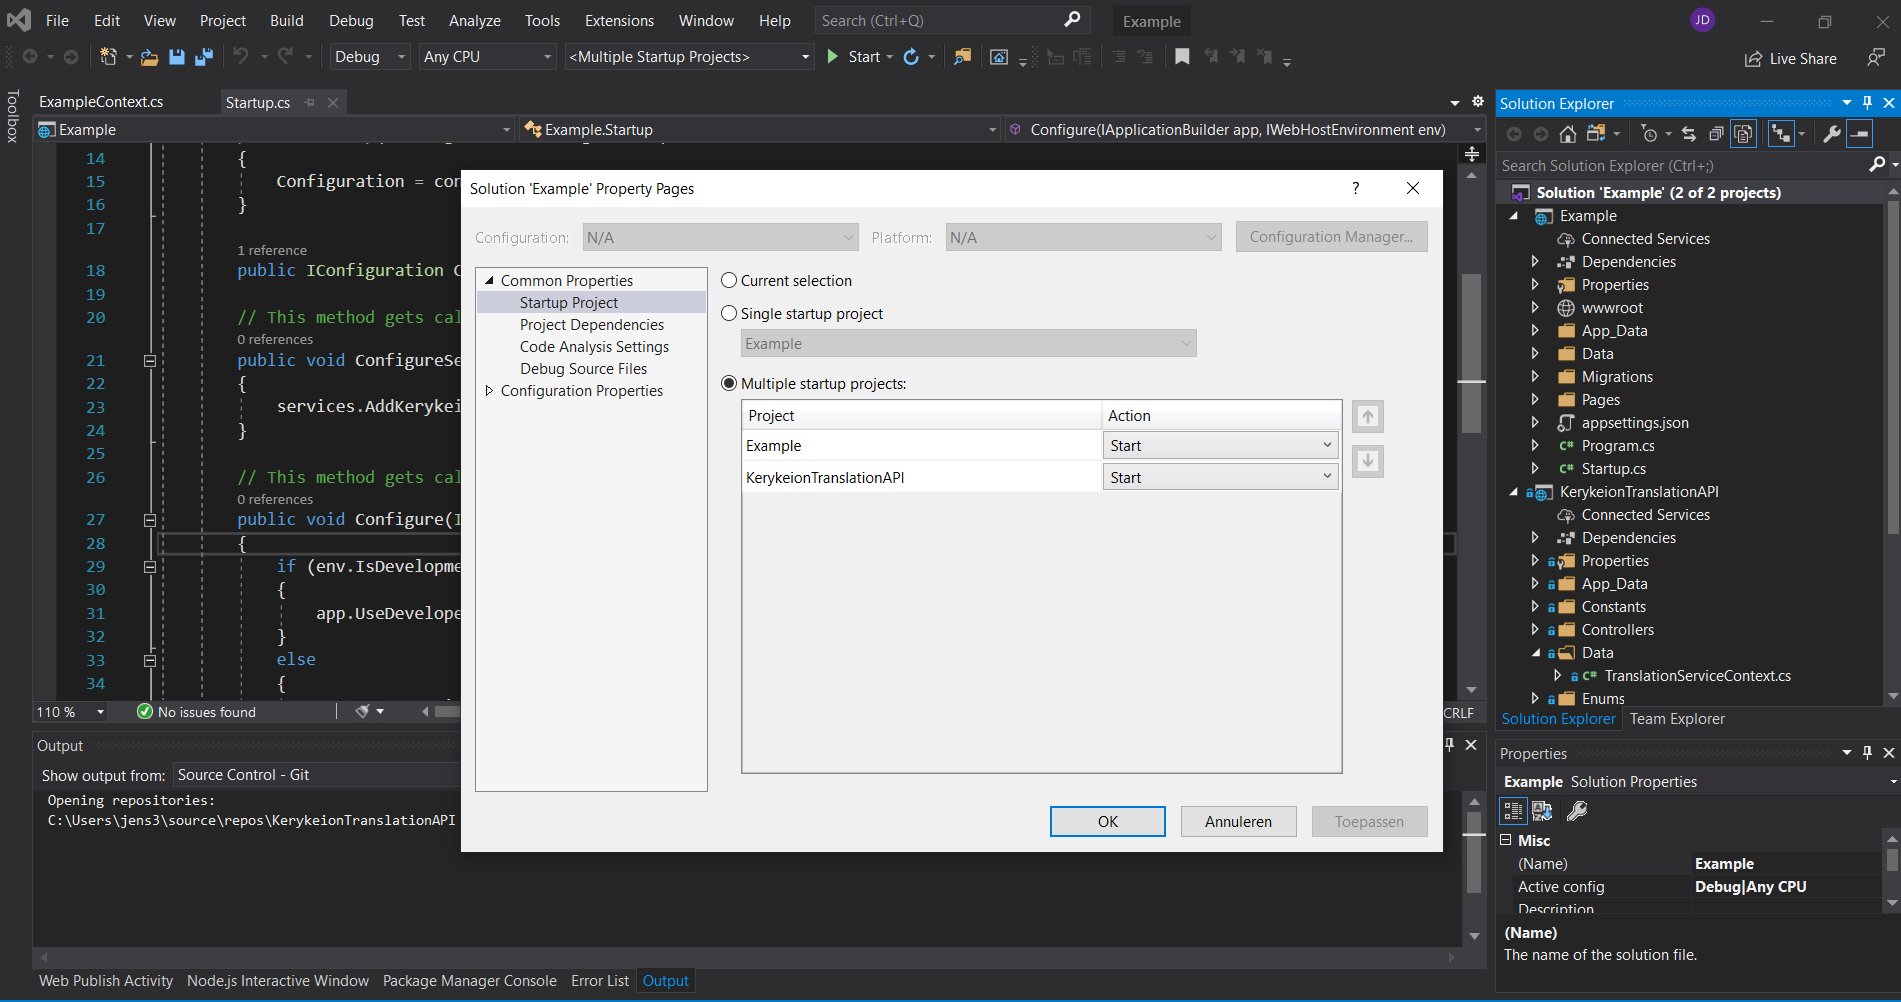 File Edit View Project Build Debug Test Analyze Tools Extensions Window Help Search (Ctrl+Q) Example JD
Debug Any CPU <Multiple Startup Projects> Start Live Share
Toolbox
ExampleContext.cs Startup.cs
Example Example.Startup Configure(IApplicationBuilder app, IWebHostEnvironment env)
14 {
15 Configuration = con
16 }
17
1 reference
18 public IConfiguration C
19
20 // This method gets cal
0 references
21 public void ConfigureSe
22 {
23 services.AddKerykei
24 }
25
26 // This method gets cal
0 references
27 public void Configure(I
28 {
29 if (env.IsDevelopme
30 {
31 app.UseDevelope
32 }
33 else
34 {
110 % No issues found CRLF
Solution 'Example' Property Pages ?
Configuration: N/A Platform: N/A Configuration Manager...
Common Properties
Startup Project
Project Dependencies
Code Analysis Settings
Debug Source Files
Configuration Properties
Current selection
Single startup project
Example
Multiple startup projects:
Project Action
Example Start
KerykeionTranslationAPI Start
OK Annuleren Toepassen
Output
Show output from: Source Control - Git
Opening repositories:
C:\Users\jens3\source\repos\KerykeionTranslationAPI
Web Publish Activity Node.js Interactive Window Package Manager Console Error List Output
Solution Explorer
Search Solution Explorer (Ctrl+;)
Solution 'Example' (2 of 2 projects)
Example
Connected Services
Dependencies
Properties
wwwroot
App_Data
Data
Migrations
Pages
appsettings.json
C# Program.cs
C# Startup.cs
KerykeionTranslationAPI
Connected Services
Dependencies
Properties
App_Data
Constants
Controllers
Data
C# TranslationServiceContext.cs
Enums
Solution Explorer Team Explorer
Properties
Example Solution Properties
Misc
(Name) Example
Active config Debug|Any CPU
Description
(Name)
The name of the solution file.